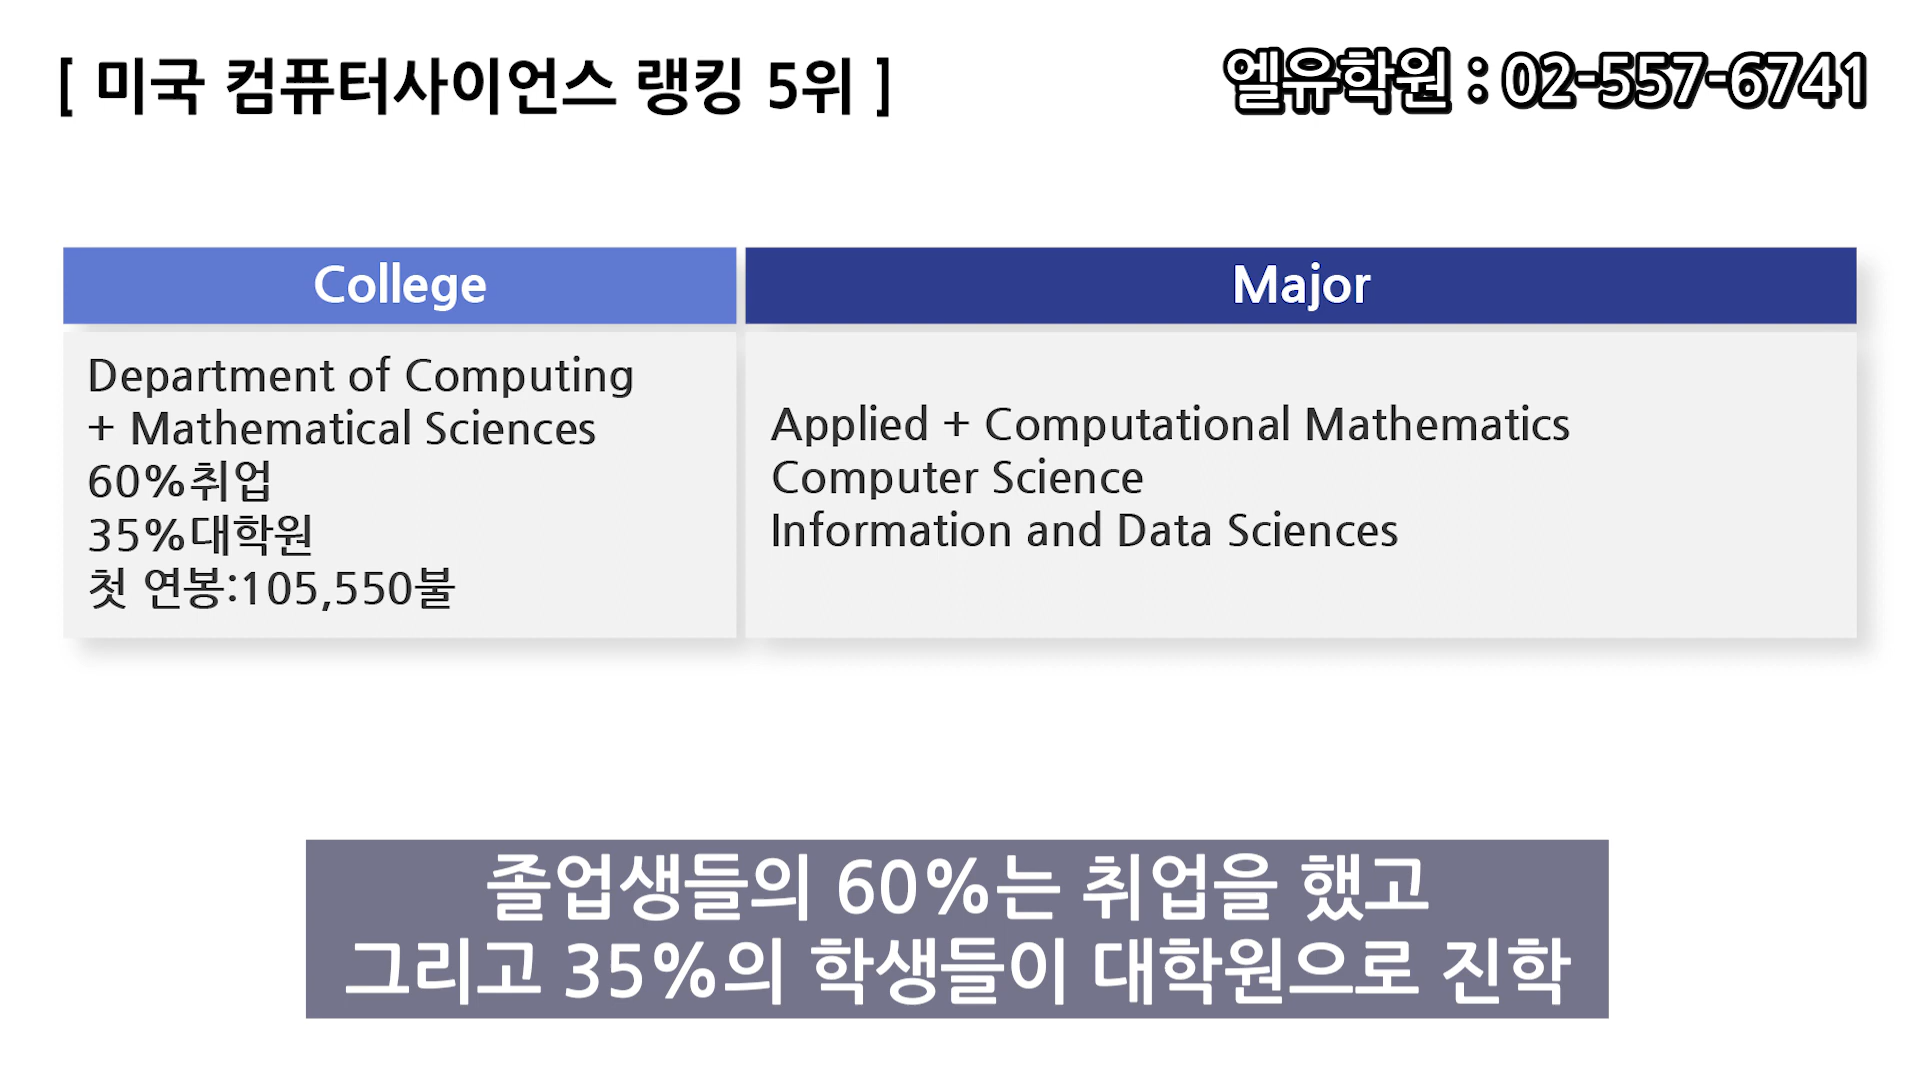 [ 미국 컴퓨터사이언스 랭킹 5위 ]
엘유학원 : 02-557-6741
College
Major
Department of Computing
+ Mathematical Sciences
60%취업
35%대학원
첫 연봉:105,550불
Applied + Computational Mathematics
Computer Science
Information and Data Sciences
졸업생들의 60%는 취업을 했고
그리고 35%의 학생들이 대학원으로 진학